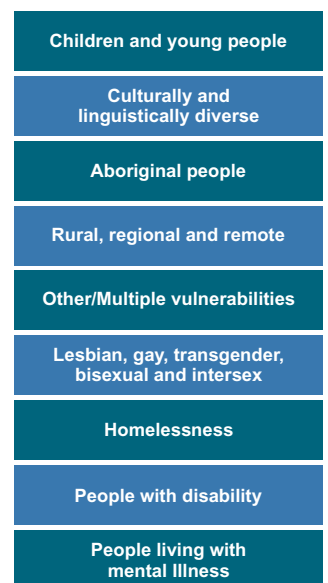 Children and young people
Culturally and
linguistically diverse
Aboriginal people
Rural, regional and remote
Other/Multiple vulnerabilities
Lesbian, gay, transgender,
bisexual and intersex
Homelessness
People with disability
People living with
mental Illness